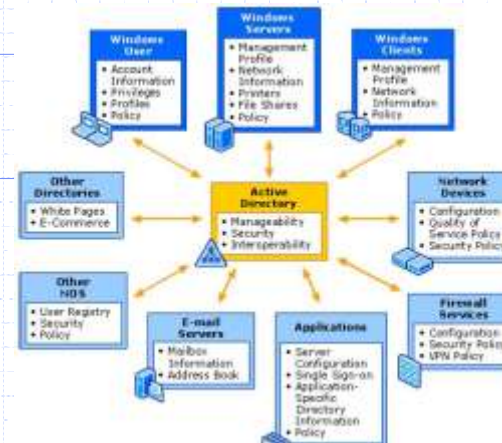 Windows
User
• Account
Information
• Privileges
• Profiles
• Policy
Windows
Servers
• Management
Profile
• Network
Information
• Printers
• File Shares
• Policy
Windows
Clients
• Management
Profile
• Network
Information
• Policy
Other
Directories
• White Pages
• E-Commerce
Active
Directory
• Manageability
• Security
• Interoperability
Network
Devices
• Configuration
• Quality of
Service Policy
• Security Policy
Other
NOS
• User Registry
• Security
• Policy
E-mail
Servers
• Mailbox
Information
• Address Book
Applications
• Server
Configuration
• Single Sign-on
• Application-
Specific
Directory
Information
• Policy
Firewall
Services
• Configuration
• Security Policy
• VPN Policy